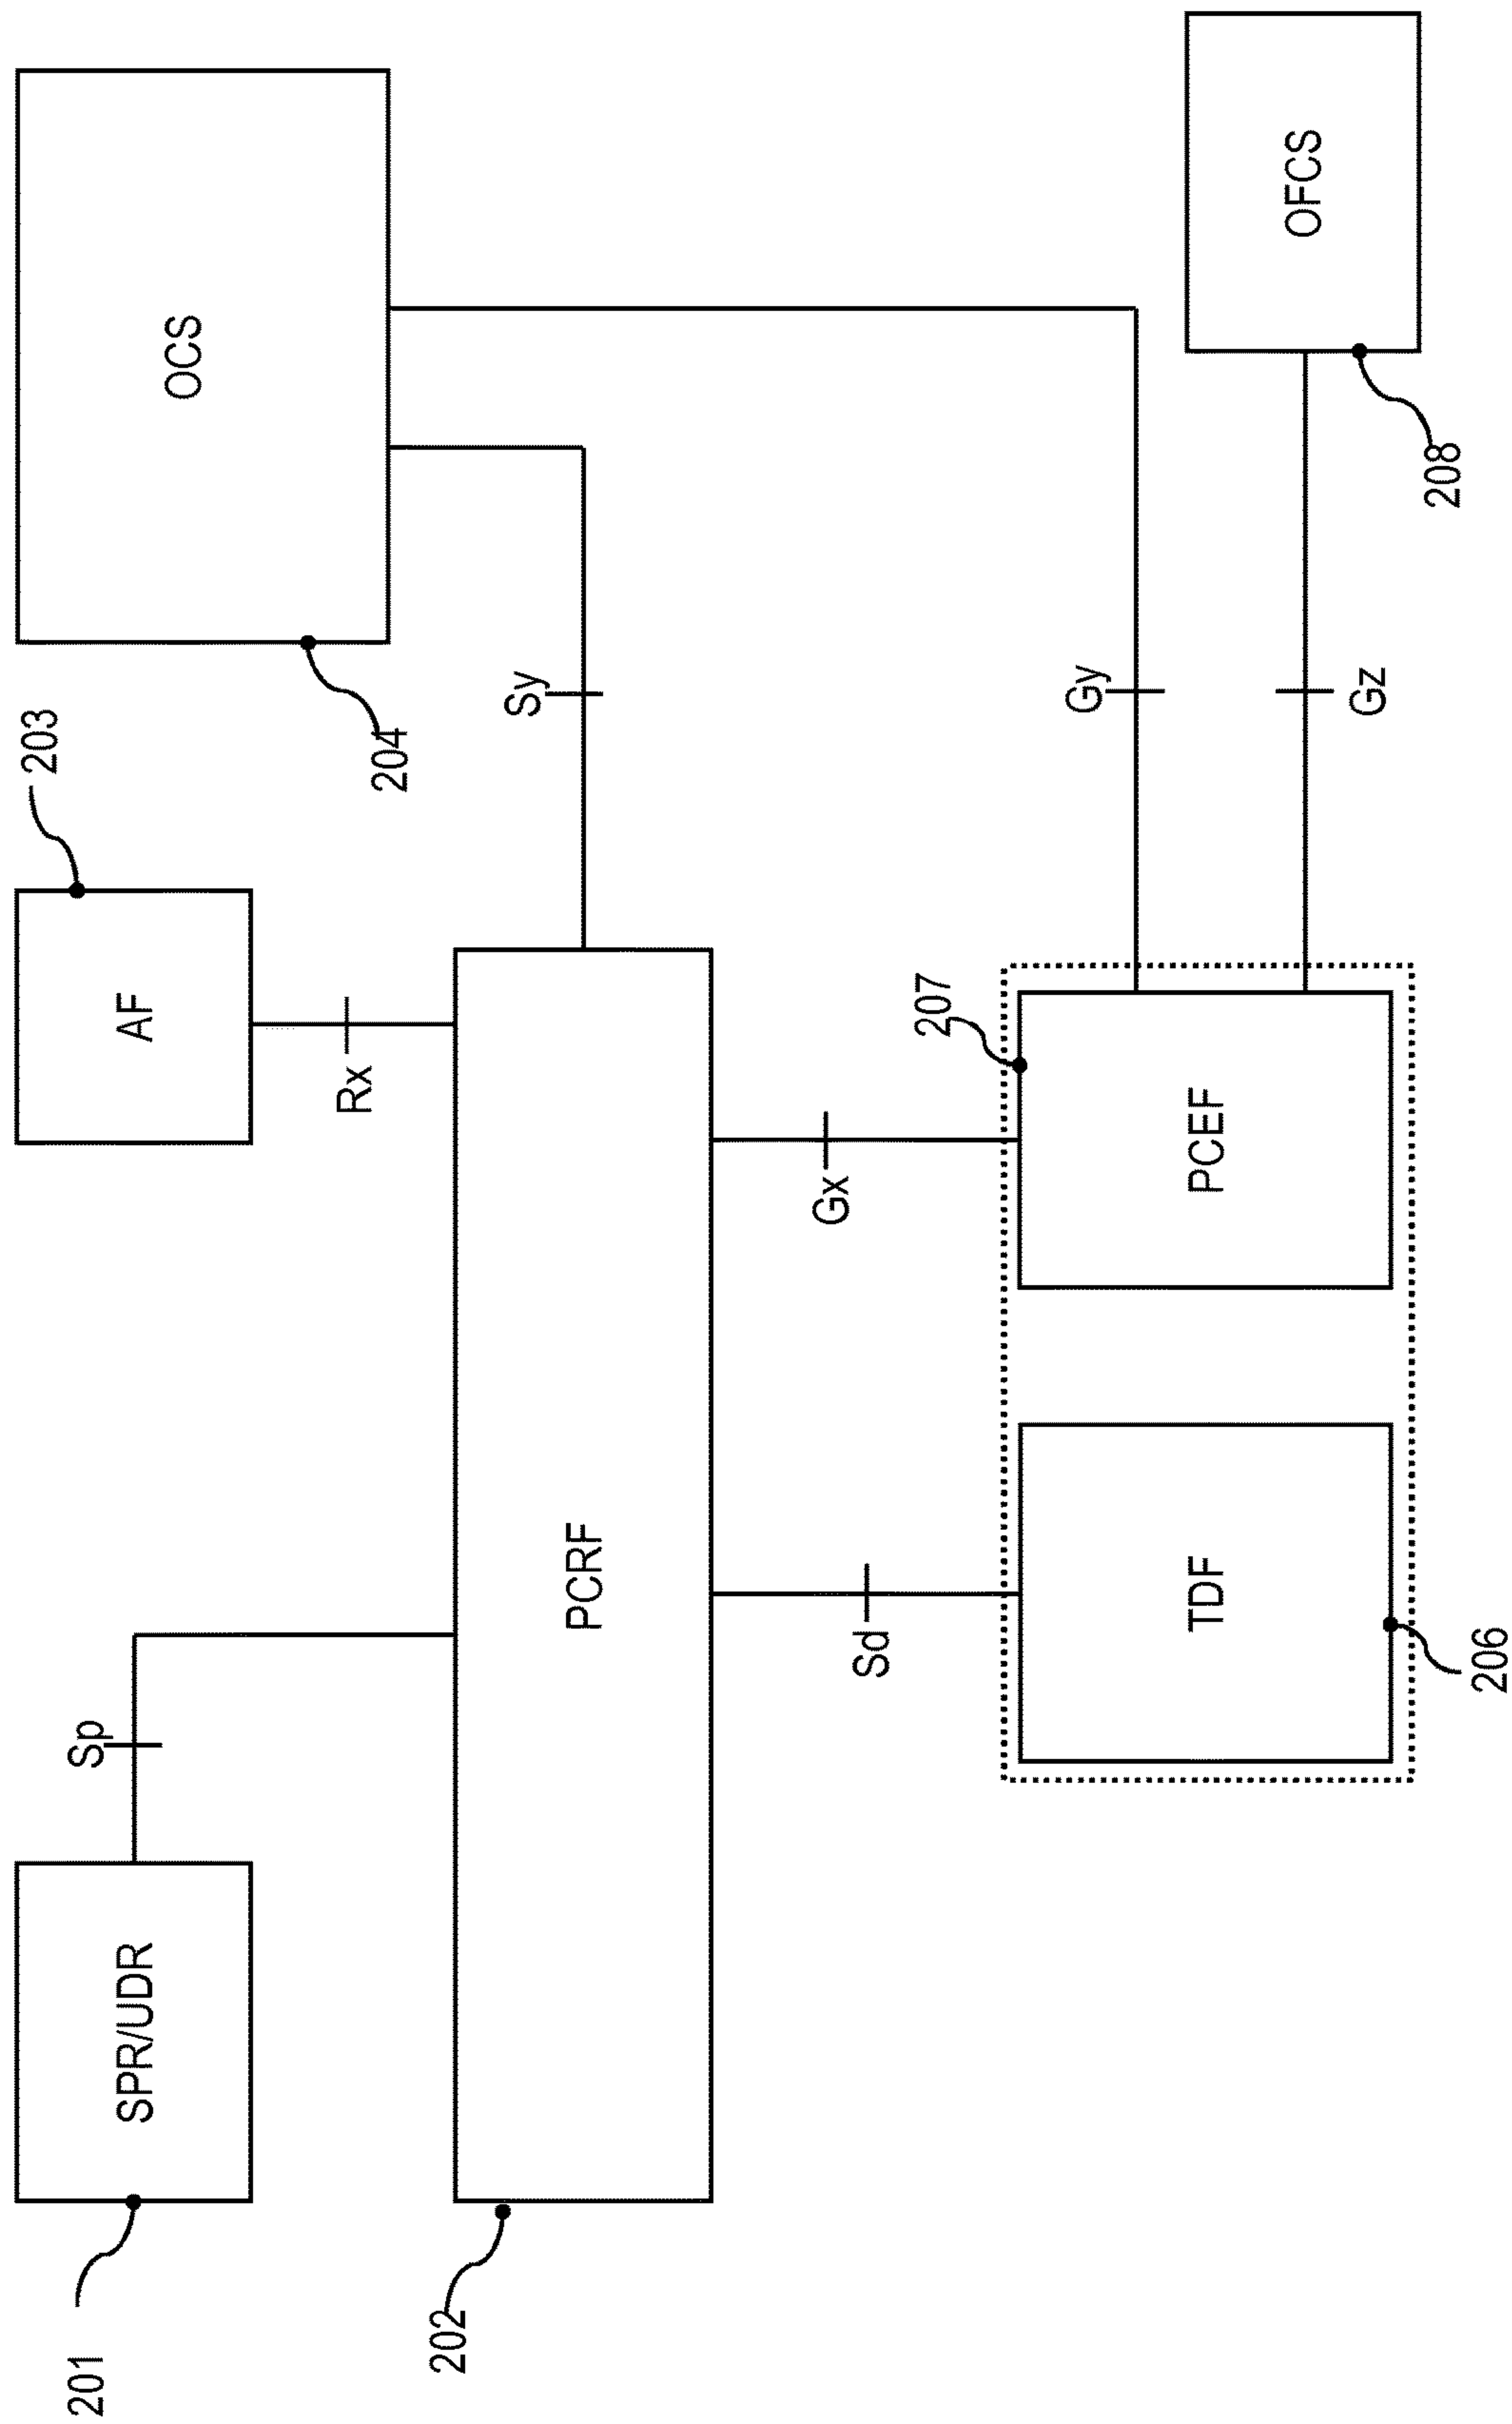 201
SPR/UDR
Sp
AF
203
OCS
204
Rx
Sy
202
PCRF
Sd
Gx
207
TDF
206
PCEF
Gy
Gz
OFCS
208